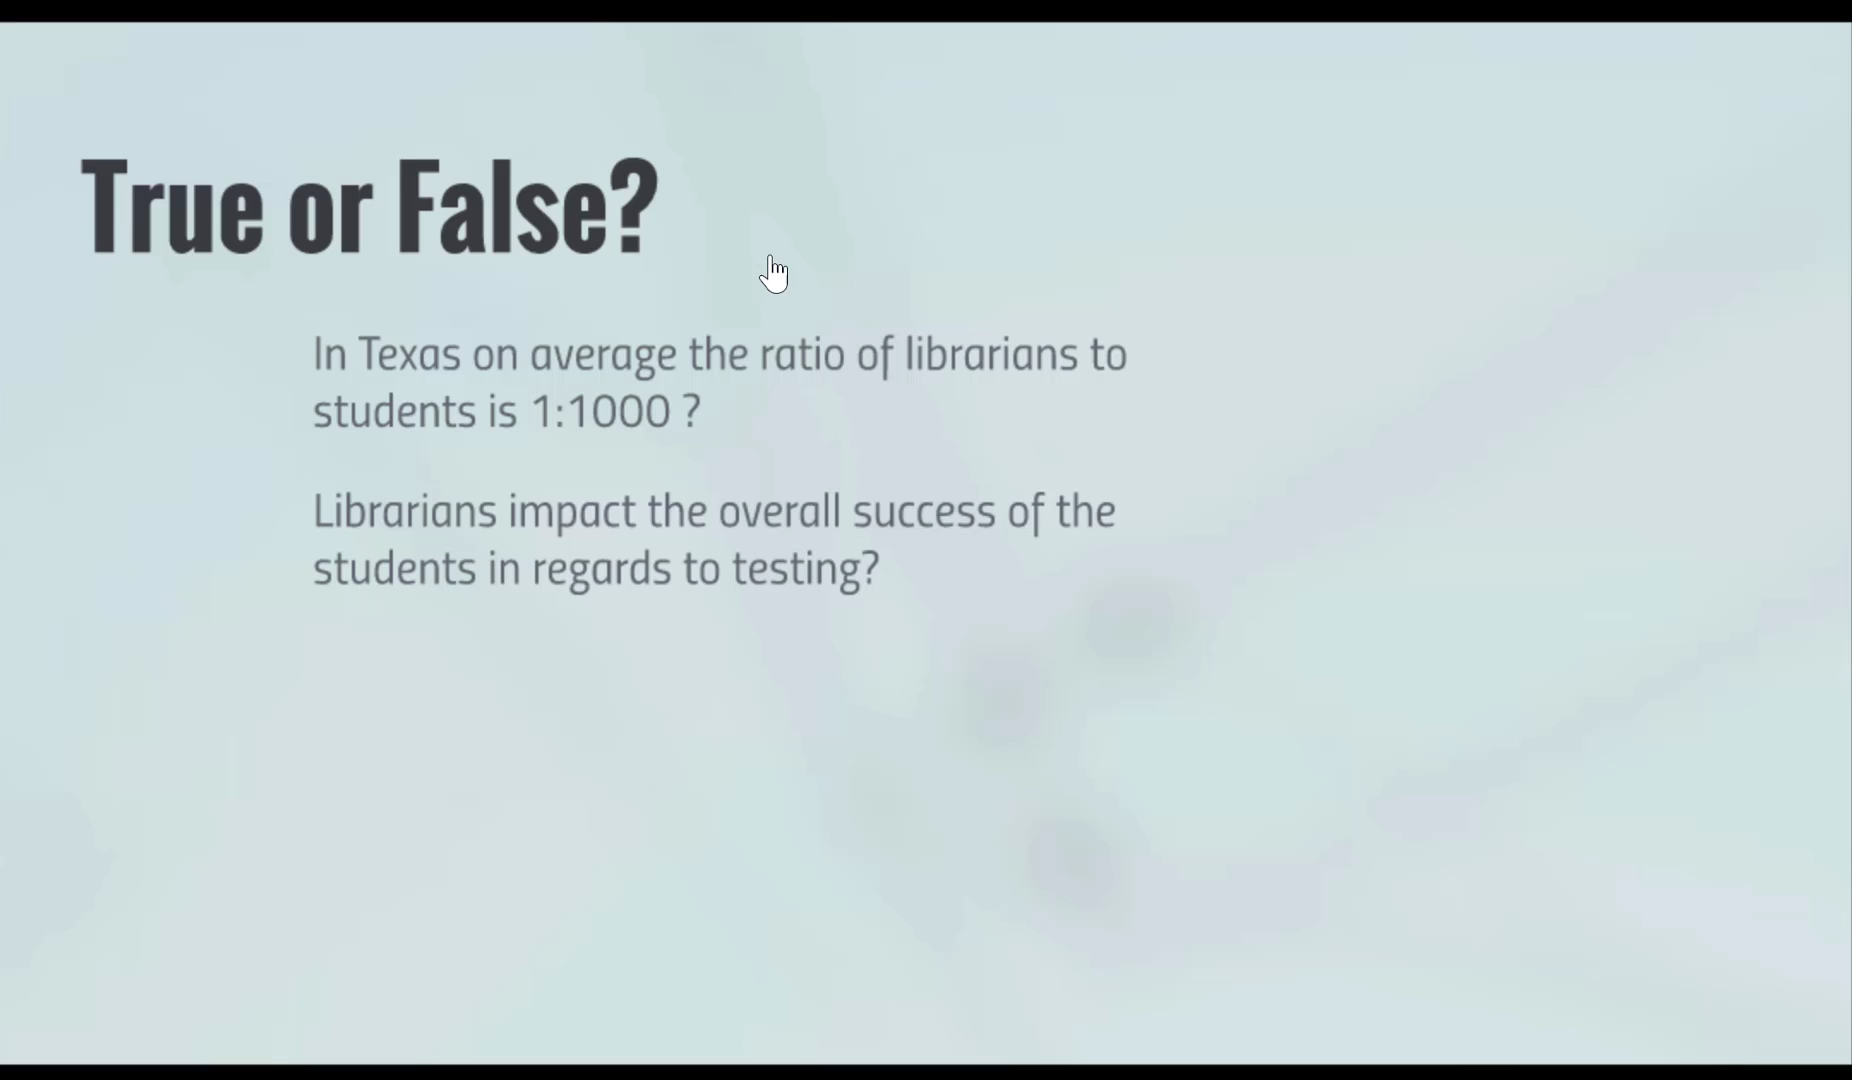 True or False?
In Texas on average the ratio of librarians to
students is 1:1000 ?
Librarians impact the overall success of the
students in regards to testing?